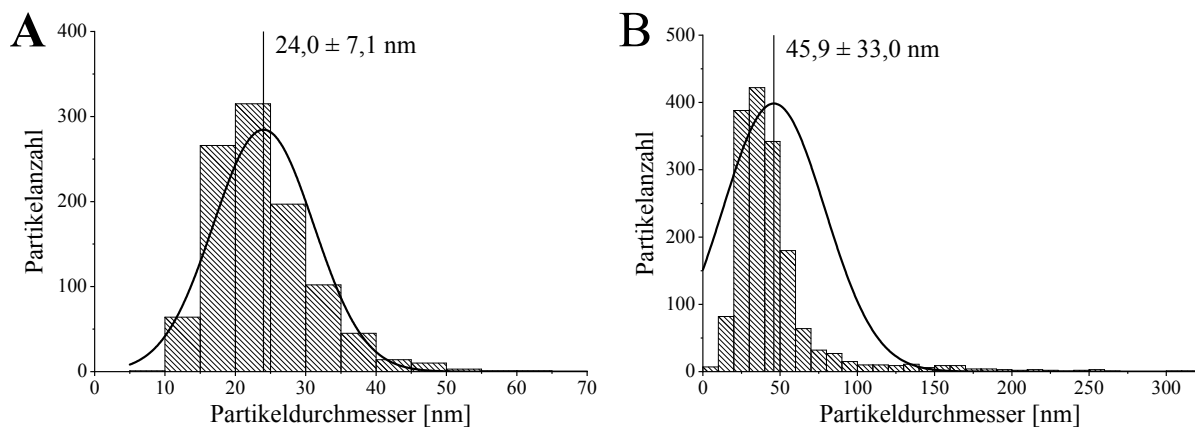 A
24,0 ± 7,1 nm
400
300
200
100
0
Partikelanzahl
0 10 20 30 40 50 60 70
Partikeldurchmesser [nm]
B
45,9 ± 33,0 nm
500
400
300
200
100
0
Partikelanzahl
0 50 100 150 200 250 300
Partikeldurchmesser [nm]